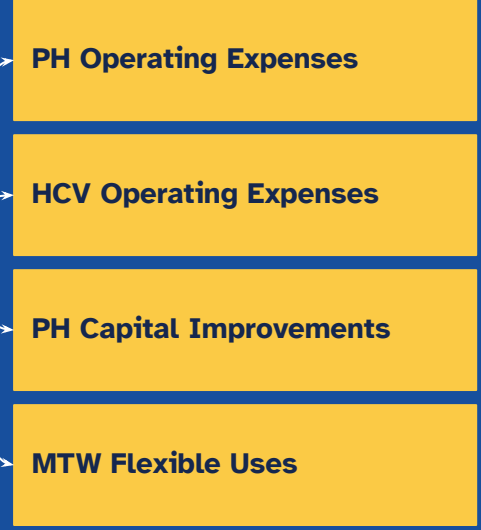 PH Operating Expenses
HCV Operating Expenses
PH Capital Improvements
MTW Flexible Uses